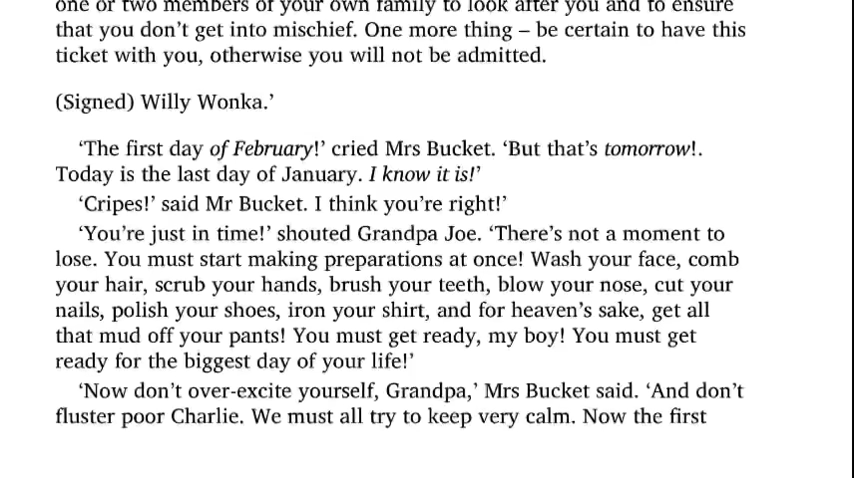 one or two members of your own family to look after you and to ensure
that you don’t get into mischief. One more thing – be certain to have this
ticket with you, otherwise you will not be admitted.
(Signed) Willy Wonka.’
‘The first day of February!’ cried Mrs Bucket. ‘But that’s tomorrow!.
Today is the last day of January. I know it is!’
‘Cripes!’ said Mr Bucket. I think you’re right!’
‘You’re just in time!’ shouted Grandpa Joe. ‘There’s not a moment to
lose. You must start making preparations at once! Wash your face, comb
your hair, scrub your hands, brush your teeth, blow your nose, cut your
nails, polish your shoes, iron your shirt, and for heaven’s sake, get all
that mud off your pants! You must get ready, my boy! You must get
ready for the biggest day of your life!’
‘Now don’t over-excite yourself, Grandpa,’ Mrs Bucket said. ‘And don’t
fluster poor Charlie. We must all try to keep very calm. Now the first